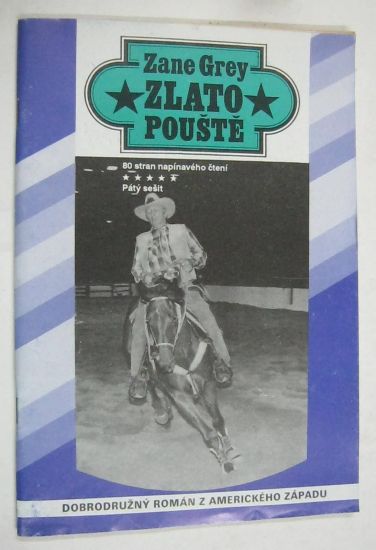 Zane Grey
★ ZLATO ★
POUŠTĚ
80 stran napínavého čtení
★ ★ ★ ★ ★
Pátý sešit
DOBRODRUŽNÝ ROMÁN Z AMERICKÉHO ZÁPADU